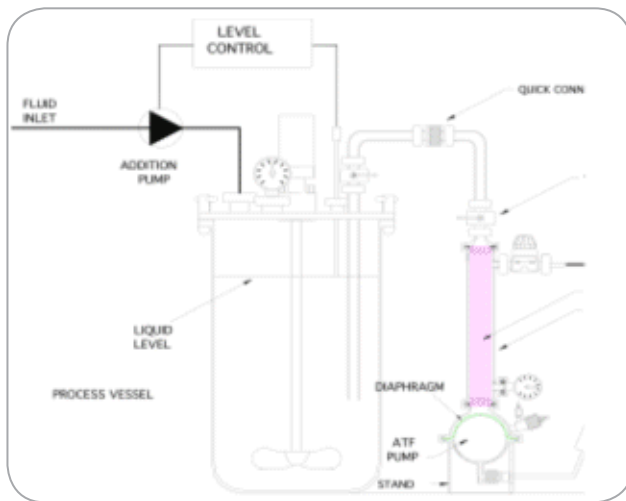 LEVEL
CONTROL
FLUID
INLET
QUICK CONN
ADDITION
PUMP
LIQUID
LEVEL
PROCESS VESSEL
DIAPHRAGM
ATF
PUMP
STAND